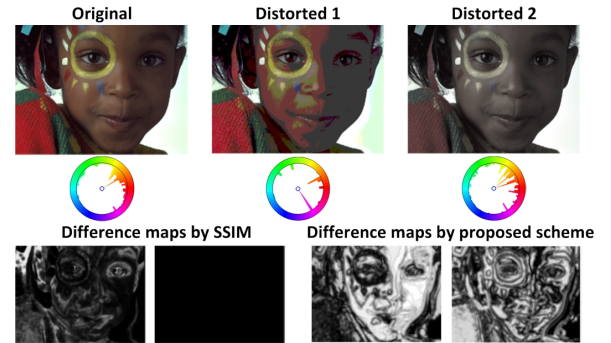 Original Distorted 1 Distorted 2
Difference maps by SSIM Difference maps by proposed scheme